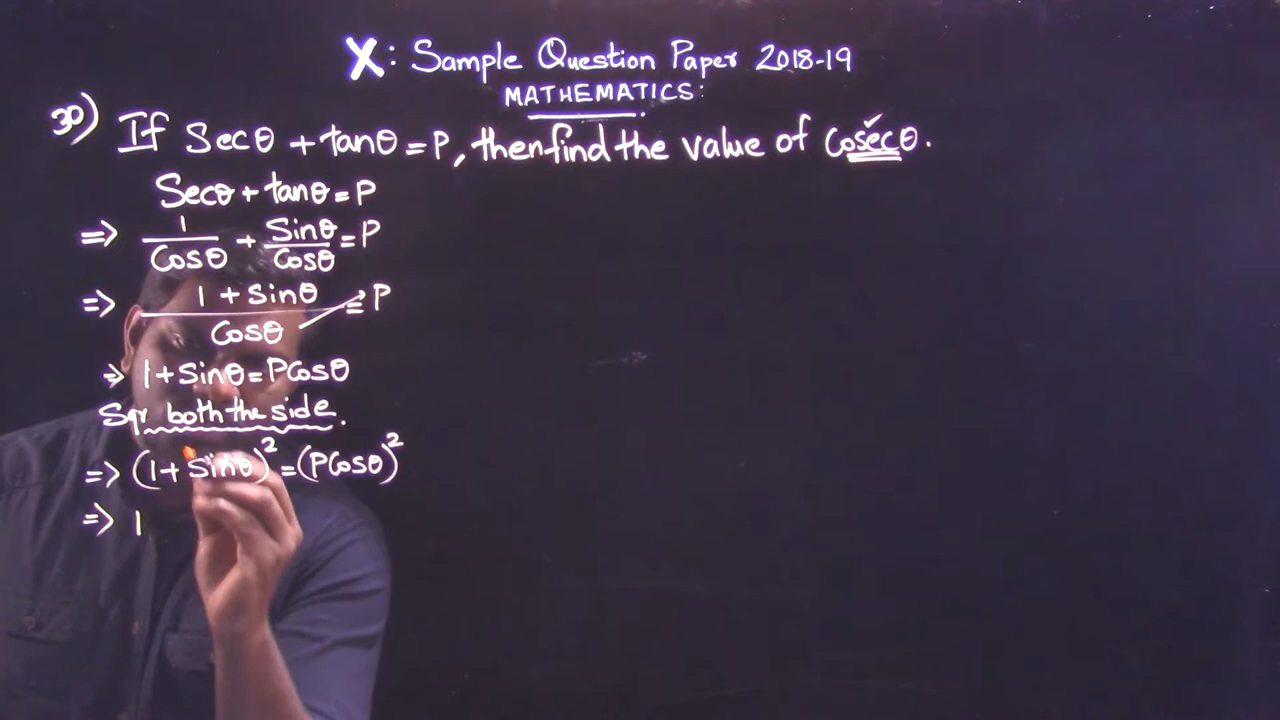 X: Sample Question Paper 2018-19
MATHEMATICS:
30) If Secθ + tanθ = P, then find the value of Cosecθ.
Secθ + tanθ = P
=> 1/Cosθ + Sinθ/Cosθ = P
=> (1 + Sinθ)/Cosθ = P
=> 1 + Sinθ = PCosθ
Sqr both the side.
=> (1 + Sinθ)² = (PCosθ)²
=> 1